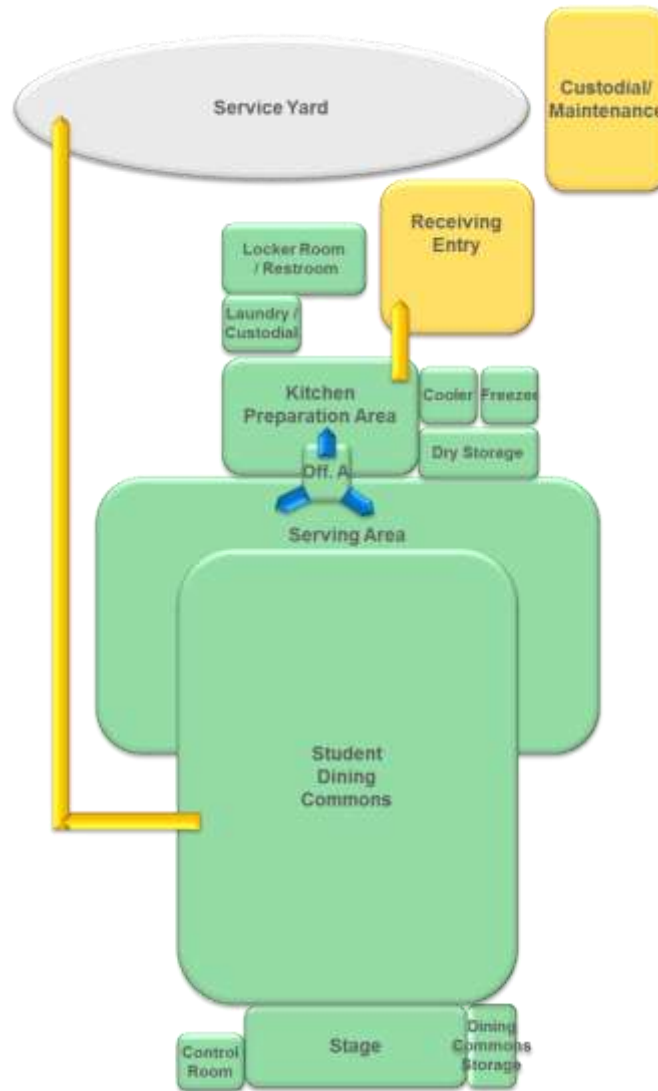 Service Yard
Custodial/
Maintenance
Receiving
Entry
Locker Room
/ Restroom
Laundry /
Custodial
Kitchen
Preparation Area
Cooler
Freezer
Dry Storage
Off. A
Serving Area
Student
Dining
Commons
Stage
Control
Room
Dining
Commons
Storage